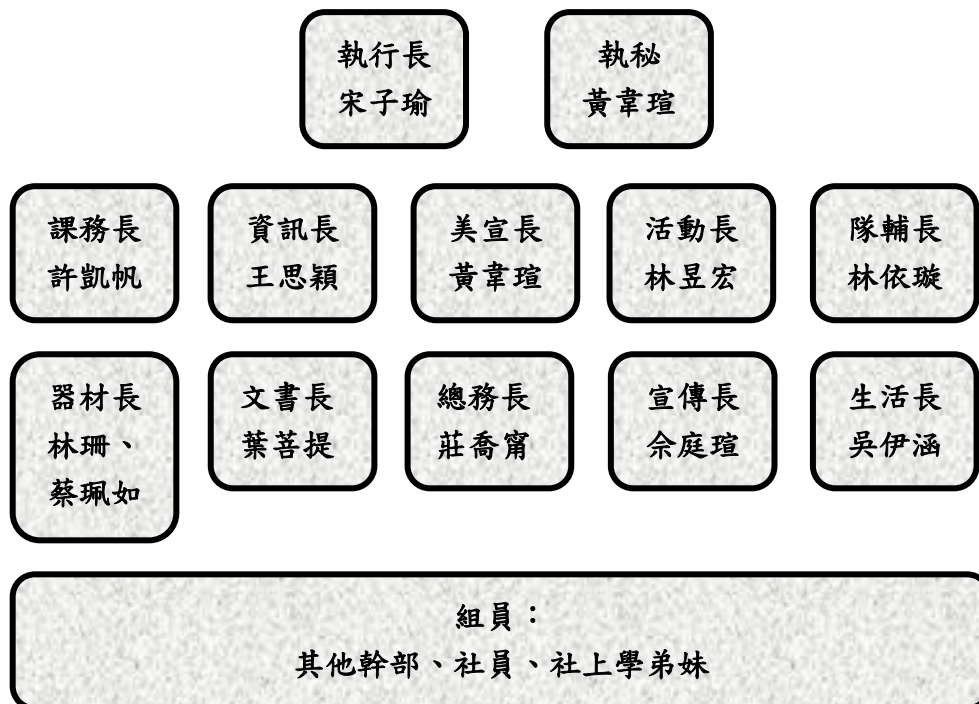 執行長
宋子瑜
執秘
黃韋瑄
課務長
許凱帆
資訊長
王思穎
美宣長
黃韋瑄
活動長
林昱宏
隊輔長
林依璇
器材長
林珊、
蔡珮如
文書長
葉菩提
總務長
莊喬甯
宣傳長
佘庭瑄
生活長
吳伊涵
組員：
其他幹部、社員、社上學弟妹